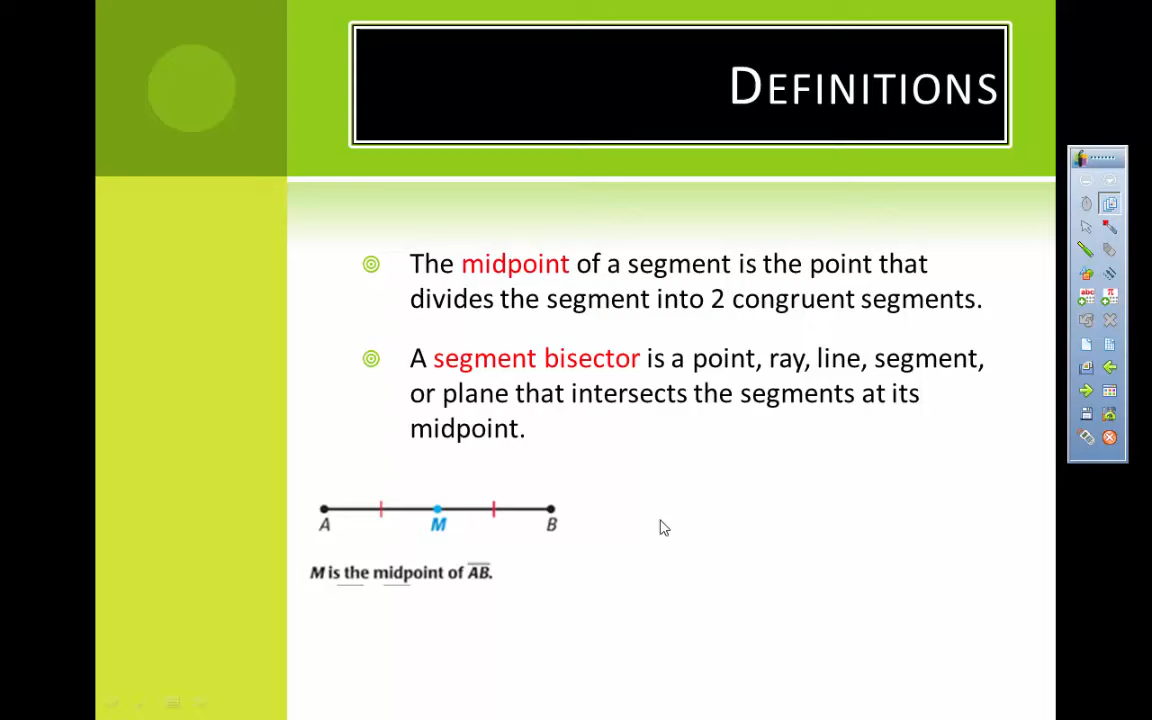 DEFINITIONS
The midpoint of a segment is the point that
divides the segment into 2 congruent segments.
A segment bisector is a point, ray, line, segment,
or plane that intersects the segments at its
midpoint.
A M B
M is the midpoint of AB.
abc π